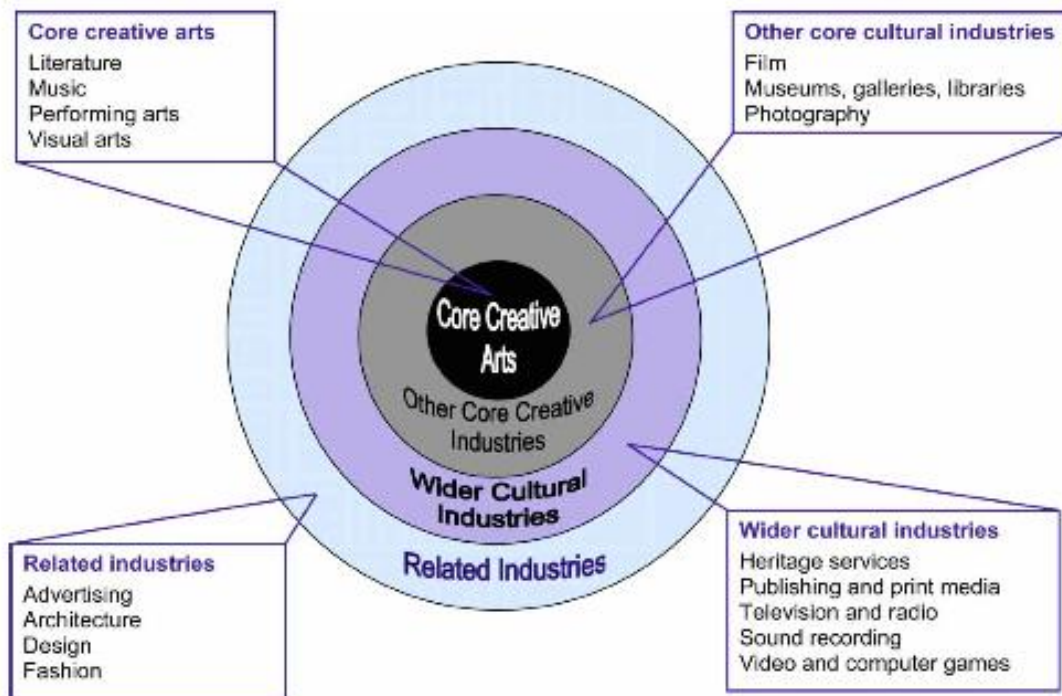 Core creative arts
Literature
Music
Performing arts
Visual arts
Other core cultural industries
Film
Museums, galleries, libraries
Photography
Core Creative
Arts
Other Core Creative
Industries
Wider Cultural
Industries
Related Industries
Related industries
Advertising
Architecture
Design
Fashion
Wider cultural industries
Heritage services
Publishing and print media
Television and radio
Sound recording
Video and computer games